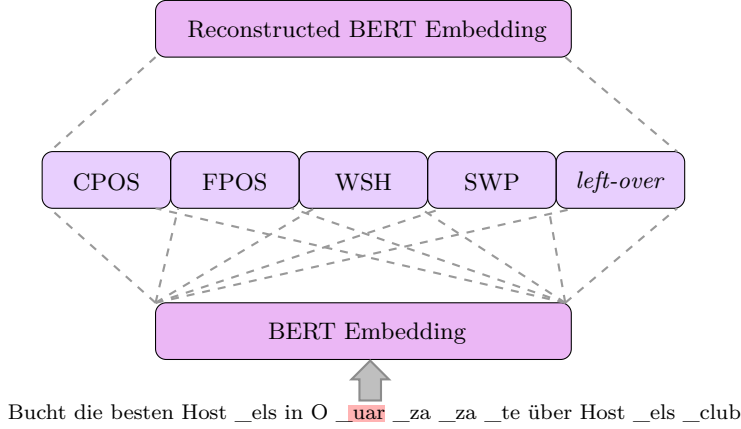 Reconstructed BERT Embedding
CPOS FPOS WSH SWP left-over
BERT Embedding
Bucht die besten Host _els in O _uar _za _za _te über Host _els _club